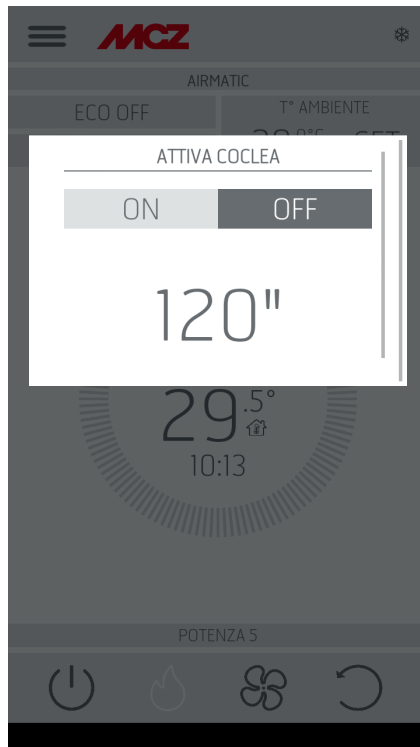 MCZ
AIRMATIC
ECO OFF
T° AMBIENTE
ATTIVA COCLEA
ON OFF
120"
29.5°
10:13
POTENZA 5